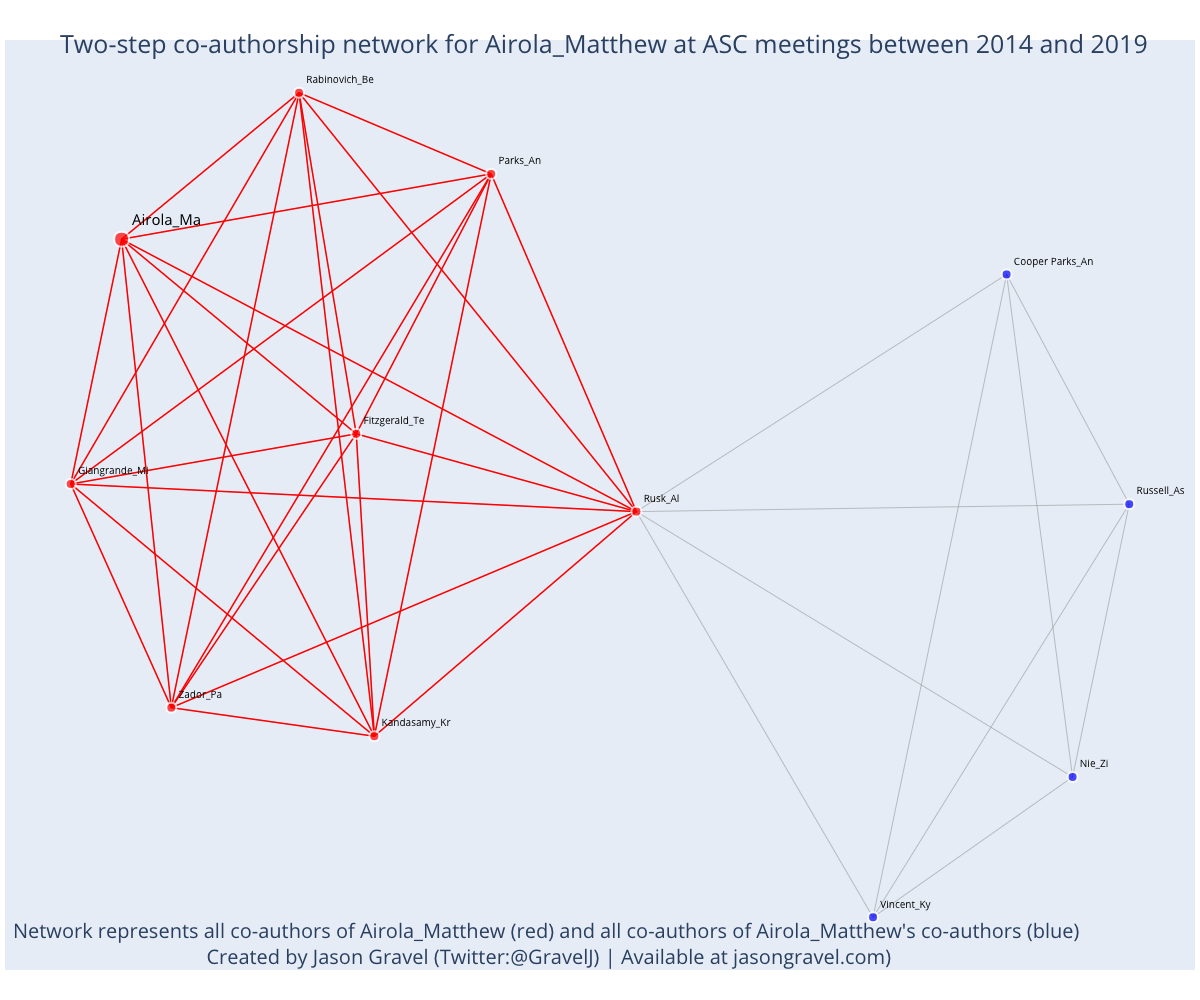 Two-step co-authorship network for Airola_Matthew at ASC meetings between 2014 and 2019
Rabinovich_Be
Parks_An
Airola_Ma
Cooper Parks_An
Fitzgerald_Te
Giangrande_Mi
Russell_As
Rusk_Al
Zador_Pa
Kandasamy_Kr
Nie_Zi
Vincent_Ky
Network represents all co-authors of Airola_Matthew (red) and all co-authors of Airola_Matthew's co-authors (blue)
Created by Jason Gravel (Twitter:@GravelJ) | Available at jasongravel.com)